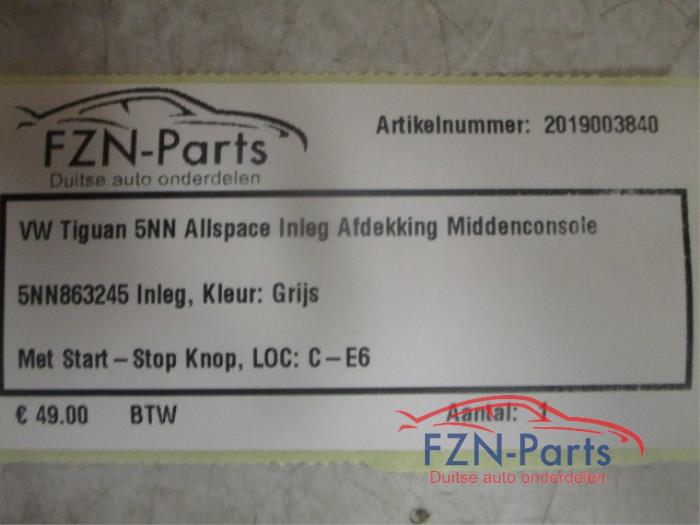 FZN-Parts
Duitse auto onderdelen
Artikelnummer: 2019003840
VW Tiguan 5NN Allspace Inleg Afdekking Middenconsole
5NN863245 Inleg, Kleur: Grijs
Met Start-Stop Knop, LOC: C-E6
€ 49.00 BTW Aantal: 1
FZN-Parts
Duitse auto onderdelen